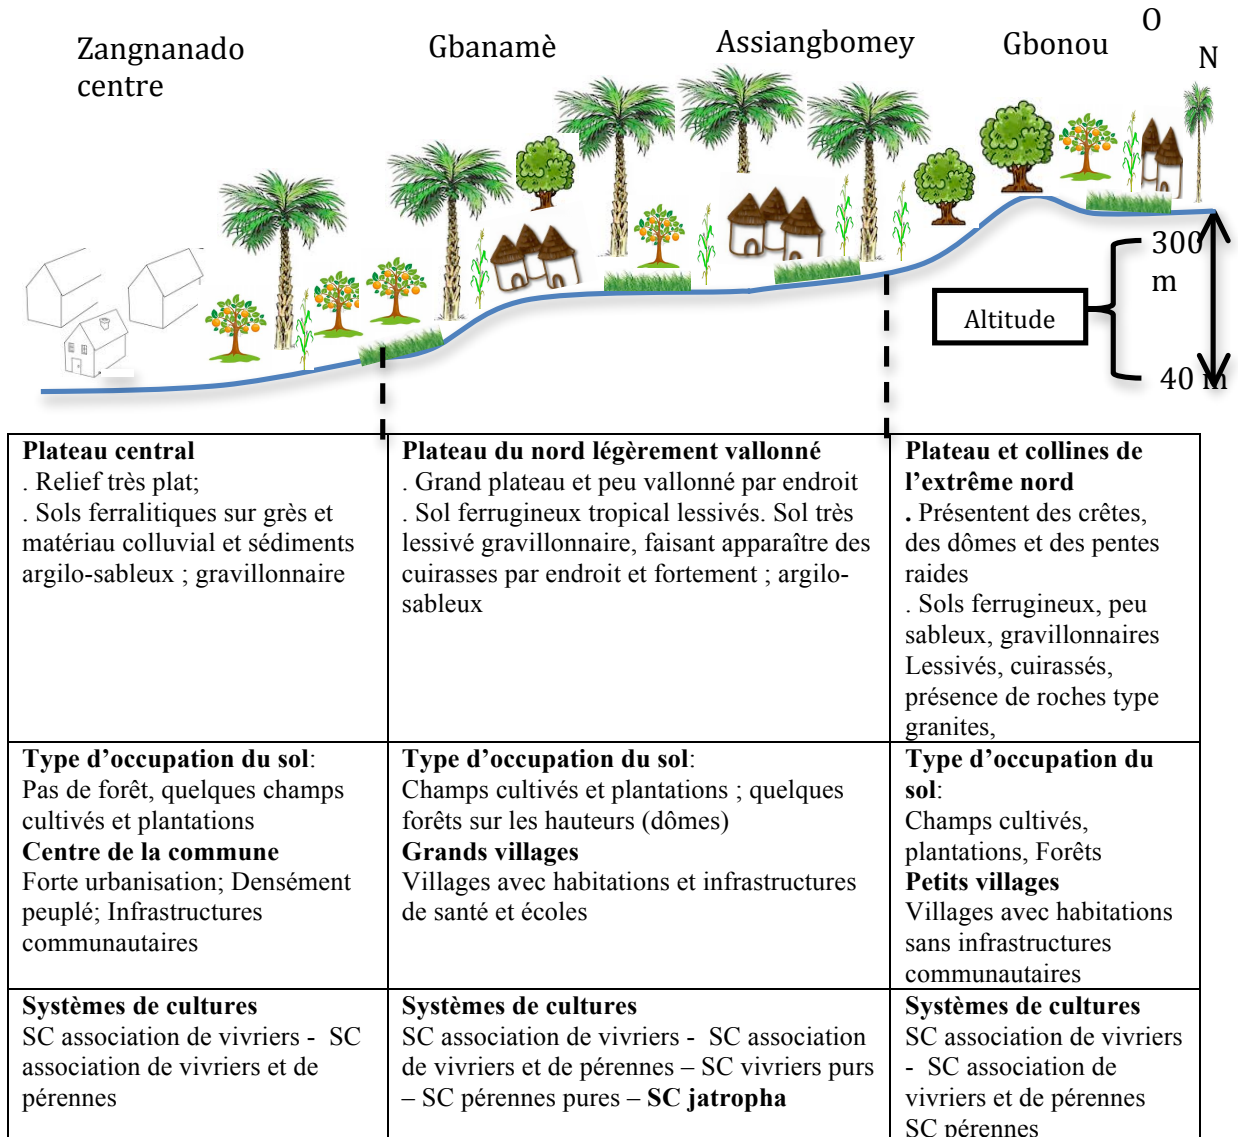 Zangnanado
centre
Gbanamè
Assiangbomey
Gbonou
O
N
300
m
Altitude
40 m
Plateau central
. Relief très plat;
. Sols ferralitiques sur grès et
matériau colluvial et sédiments
argilo-sableux ; gravillonnaire
Plateau du nord légèrement vallonné
. Grand plateau et peu vallonné par endroit
. Sol ferrugineux tropical lessivés. Sol très
lessivé gravillonnaire, faisant apparaître des
cuirasses par endroit et fortement ; argilo-
sableux
Plateau et collines de
l’extrême nord
. Présentent des crêtes,
des dômes et des pentes
raides
. Sols ferrugineux, peu
sableux, gravillonnaires
Lessivés, cuirassés,
présence de roches type
granites,
Type d’occupation du sol:
Pas de forêt, quelques champs
cultivés et plantations
Centre de la commune
Forte urbanisation; Densément
peuplé; Infrastructures
communautaires
Type d’occupation du sol:
Champs cultivés et plantations ; quelques
forêts sur les hauteurs (dômes)
Grands villages
Villages avec habitations et infrastructures
de santé et écoles
Type d’occupation du
sol:
Champs cultivés,
plantations, Forêts
Petits villages
Villages avec habitations
sans infrastructures
communautaires
Systèmes de cultures
SC association de vivriers - SC
association de vivriers et de
pérennes
Systèmes de cultures
SC association de vivriers - SC association
de vivriers et de pérennes – SC vivriers purs
– SC pérennes pures – SC jatropha
Systèmes de cultures
SC association de vivriers
- SC association de
vivriers et de pérennes
SC pérennes